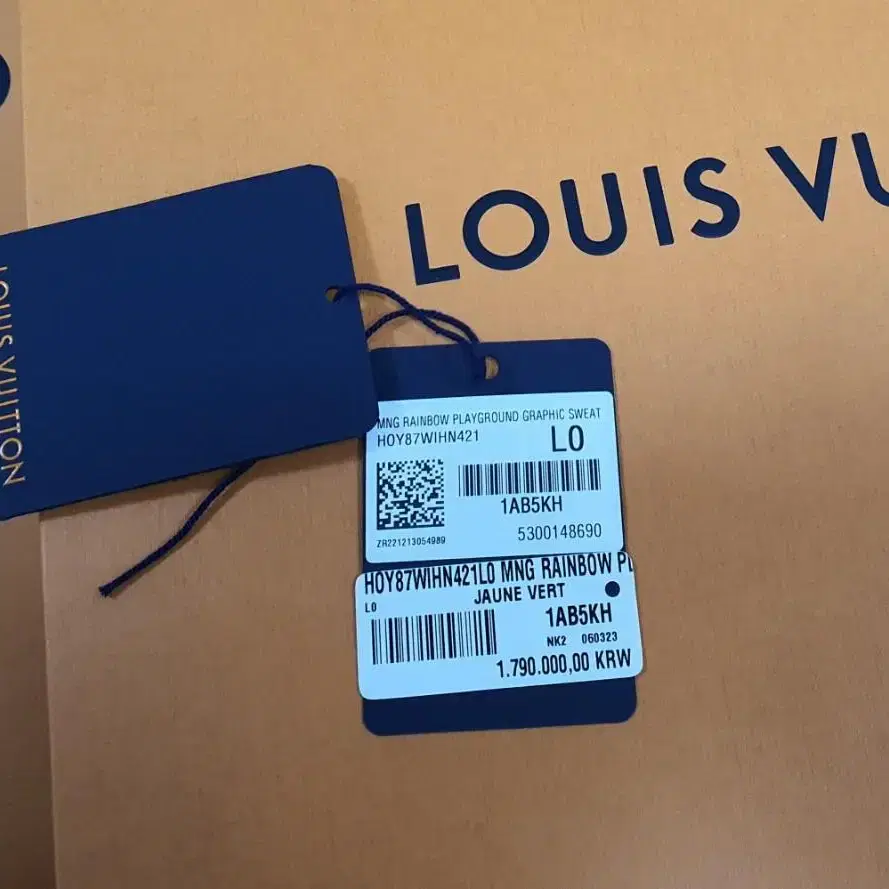 LOUIS VU
LOUIS VUITTON
MNG RAINBOW PLAYGROUND GRAPHIC SWEAT
HOY87WIHN421
L0
1AB5KH
ZR221213054989
5300148690
HOY87WIHN421L0 MNG RAINBOW PL
JAUNE VERT
L0
1AB5KH
NK2 060323
1.790.000,00 KRW